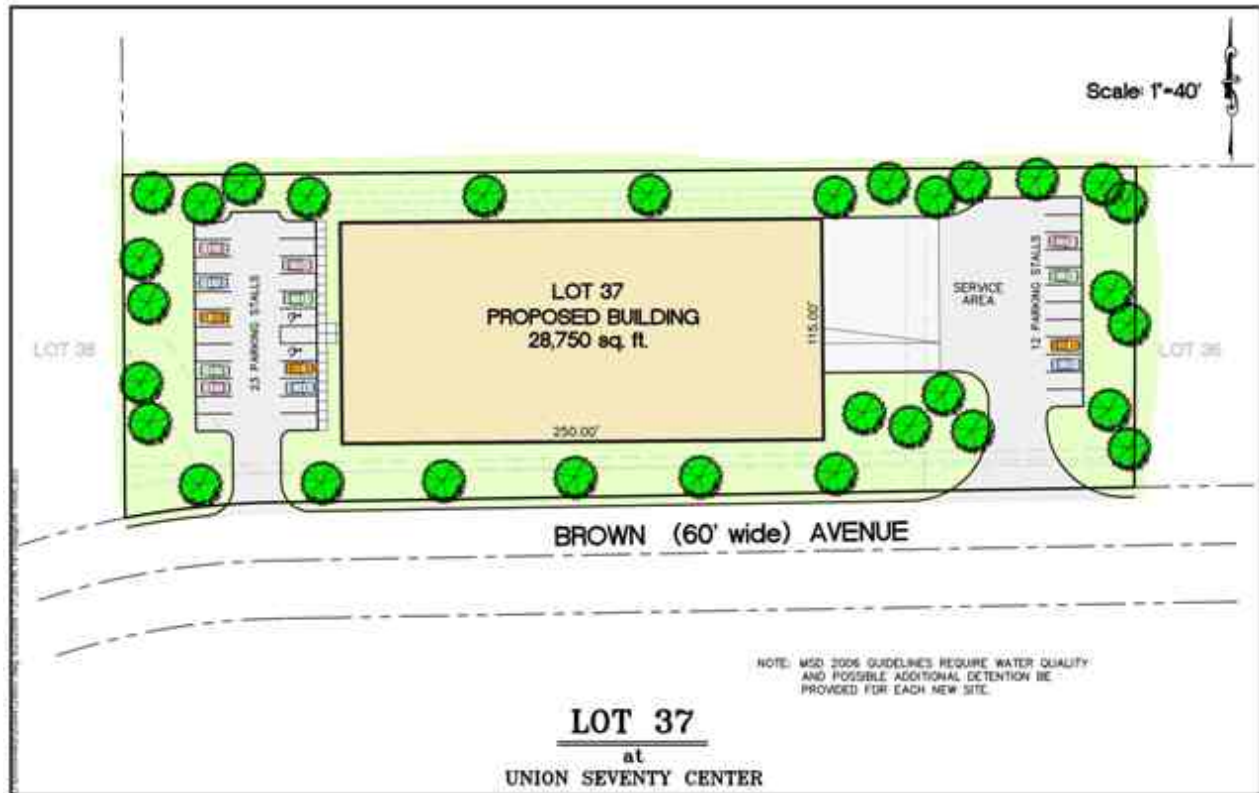 Scale: 1"=40'
LOT 37
PROPOSED BUILDING
28,750 sq. ft.
115.00'
250.00'
23 PARKING STALLS
SERVICE
AREA
12 PARKING STALLS
LOT 38
LOT 36
BROWN (60' wide) AVENUE
NOTE: MSD 2006 GUIDELINES REQUIRE WATER QUALITY
AND POSSIBLE ADDITIONAL DETENTION BE
PROVIDED FOR EACH NEW SITE.
LOT 37
at
UNION SEVENTY CENTER